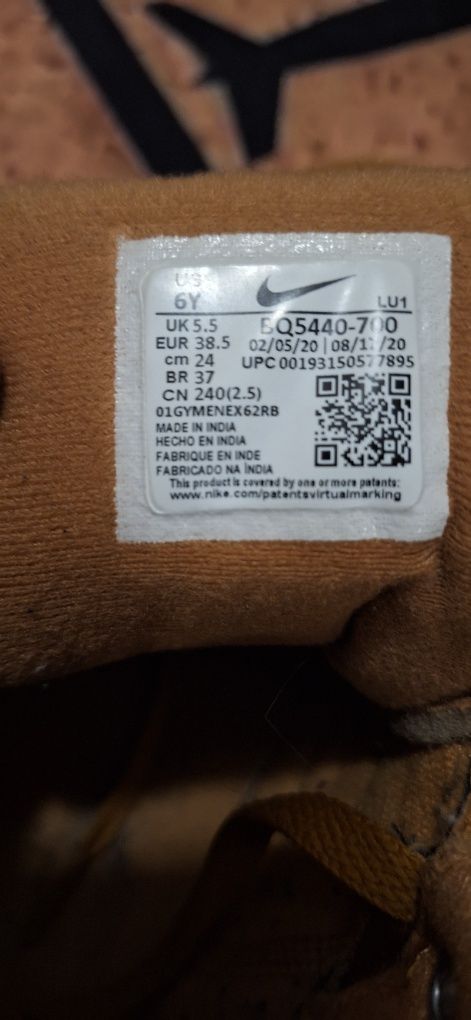 US
6Y
LU1
UK 5.5
BQ5440-700
EUR 38.5
02/05/20 | 08/1 /20
cm 24
UPC 00193150577895
BR 37
CN 240(2.5)
01GYMENEX62RB
MADE IN INDIA
HECHO EN INDIA
FABRIQUE EN INDE
FABRICADO NA ÍNDIA
This product is covered by one or more patents:
www.nike.com/patentsvirtualmarking